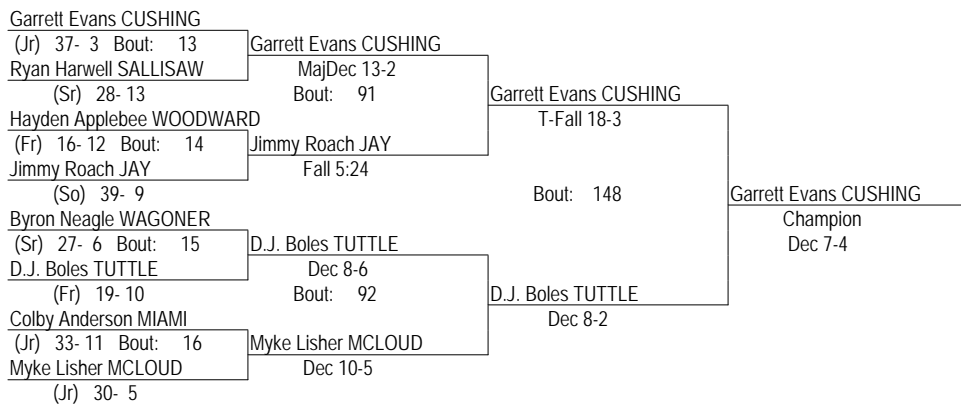 Garrett Evans CUSHING
(Jr) 37- 3 Bout: 13
Ryan Harwell SALLISAW
(Sr) 28- 13
Hayden Applebee WOODWARD
(Fr) 16- 12 Bout: 14
Jimmy Roach JAY
(So) 39- 9
Byron Neagle WAGONER
(Sr) 27- 6 Bout: 15
D.J. Boles TUTTLE
(Fr) 19- 10
Colby Anderson MIAMI
(Jr) 33- 11 Bout: 16
Myke Lisher MCLOUD
(Jr) 30- 5
Garrett Evans CUSHING
MajDec 13-2
Bout: 91
Jimmy Roach JAY
Fall 5:24
D.J. Boles TUTTLE
Dec 8-6
Bout: 92
Myke Lisher MCLOUD
Dec 10-5
Garrett Evans CUSHING
T-Fall 18-3
Bout: 148
D.J. Boles TUTTLE
Dec 8-2
Garrett Evans CUSHING
Champion
Dec 7-4